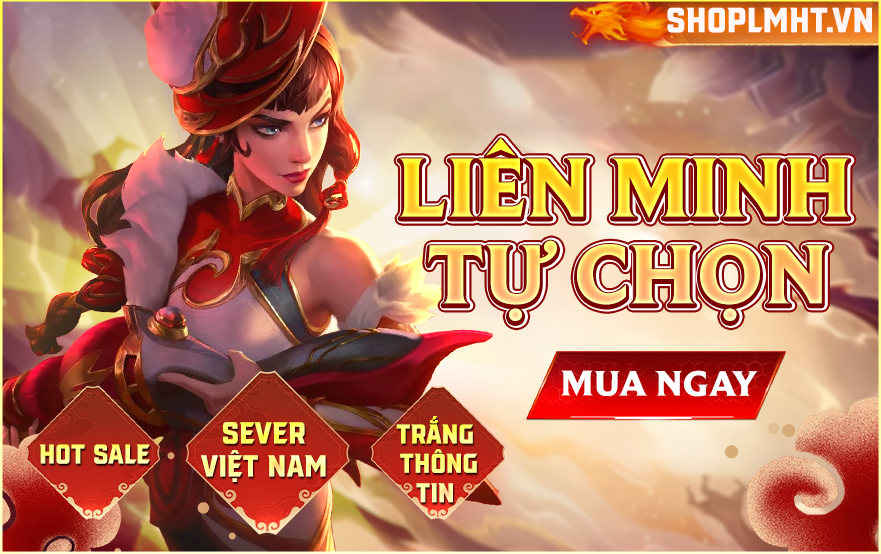 SHOPLMHT.VN
LIÊN MINH
TỰ CHỌN
MUA NGAY
HOT SALE
SEVER
VIỆT NAM
TRẮNG
THÔNG
TIN